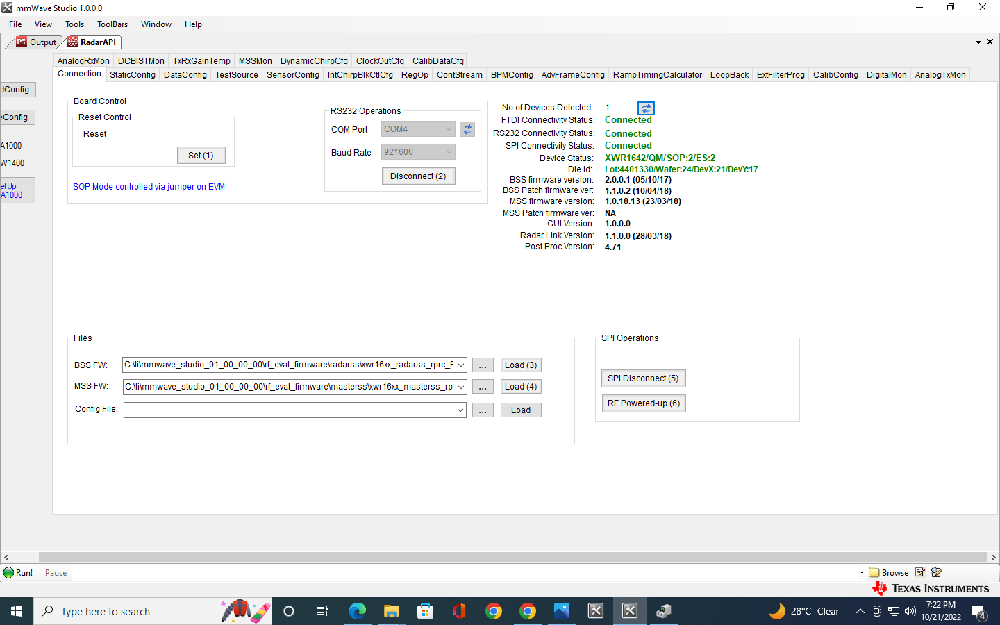 mmWave Studio 1.0.0.0
File View Tools ToolBars Window Help
Output RadarAPI
AnalogRxMon DCBISTMon TxRxGainTemp MSSMon DynamicChirpCfg ClockOutCfg CalibDataCfg
Connection StaticConfig DataConfig TestSource SensorConfig IntChirpBlkCtlCfg RegOp ContStream BPMConfig AdvFrameConfig RampTimingCalculator LoopBack ExtFilterProg CalibConfig DigitalMon AnalogTxMon
dConfig
eConfig
A1000
W1400
etUp
A1000
Board Control
Reset Control
Reset
Set (1)
SOP Mode controlled via jumper on EVM
RS232 Operations
COM Port COM4
Baud Rate 921600
Disconnect (2)
No.of Devices Detected: 1
FTDI Connectivity Status: Connected
RS232 Connectivity Status: Connected
SPI Connectivity Status: Connected
Device Status: XWR1642/QM/SOP:2/ES:2
Die Id: Lot:4401330/Wafer:24/DevX:21/DevY:17
BSS firmware version: 2.0.0.1 (05/10/17)
BSS Patch firmware ver: 1.1.0.2 (10/04/18)
MSS firmware version: 1.0.18.13 (23/03/18)
MSS Patch firmware ver: NA
GUI Version: 1.0.0.0
Radar Link Version: 1.1.0.0 (28/03/18)
Post Proc Version: 4.71
Files
BSS FW: C:\ti\mmwave_studio_01_00_00_00\rf_eval_firmware\radarss\xwr16xx_radarss_rprc_E ... Load (3)
MSS FW: C:\ti\mmwave_studio_01_00_00_00\rf_eval_firmware\masterss\xwr16xx_masterss_rpr ... Load (4)
Config File: ... Load
SPI Operations
SPI Disconnect (5)
RF Powered-up (6)
Run! Pause Browse
TEXAS INSTRUMENTS
Type here to search
28°C Clear
7:22 PM
10/21/2022
4